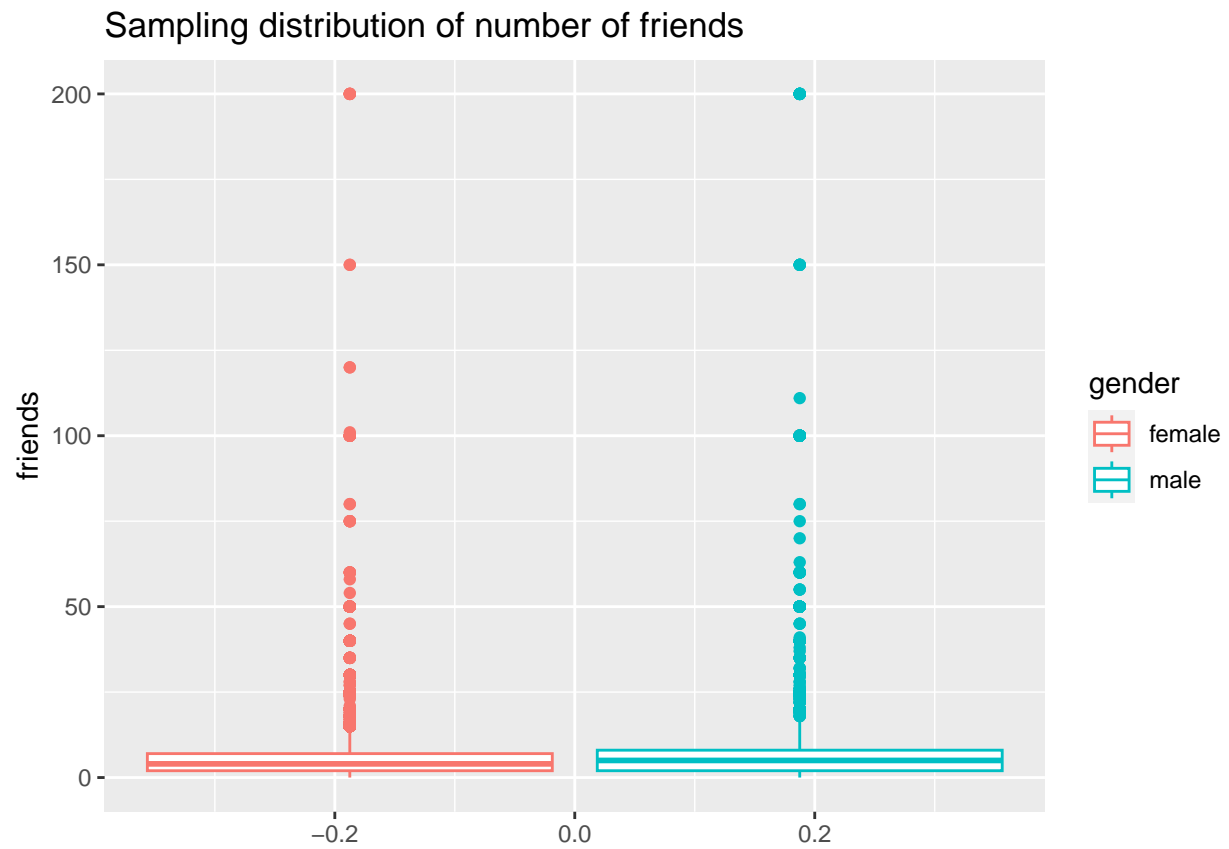 Sampling distribution of number of friends
200
150
100
50
0
friends
−0.2
0.0
0.2
gender
female
male